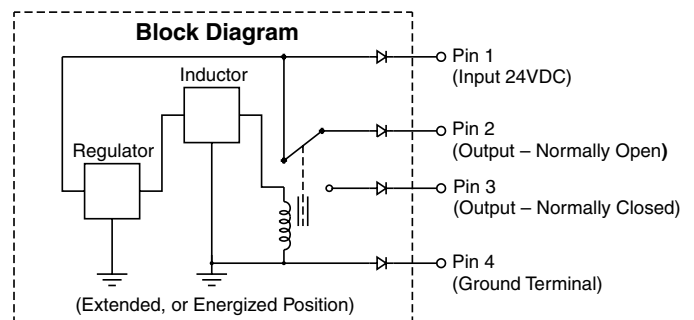 Block Diagram
Inductor
Regulator
Pin 1
(Input 24VDC)
Pin 2
(Output – Normally Open)
Pin 3
(Output – Normally Closed)
Pin 4
(Ground Terminal)
(Extended, or Energized Position)